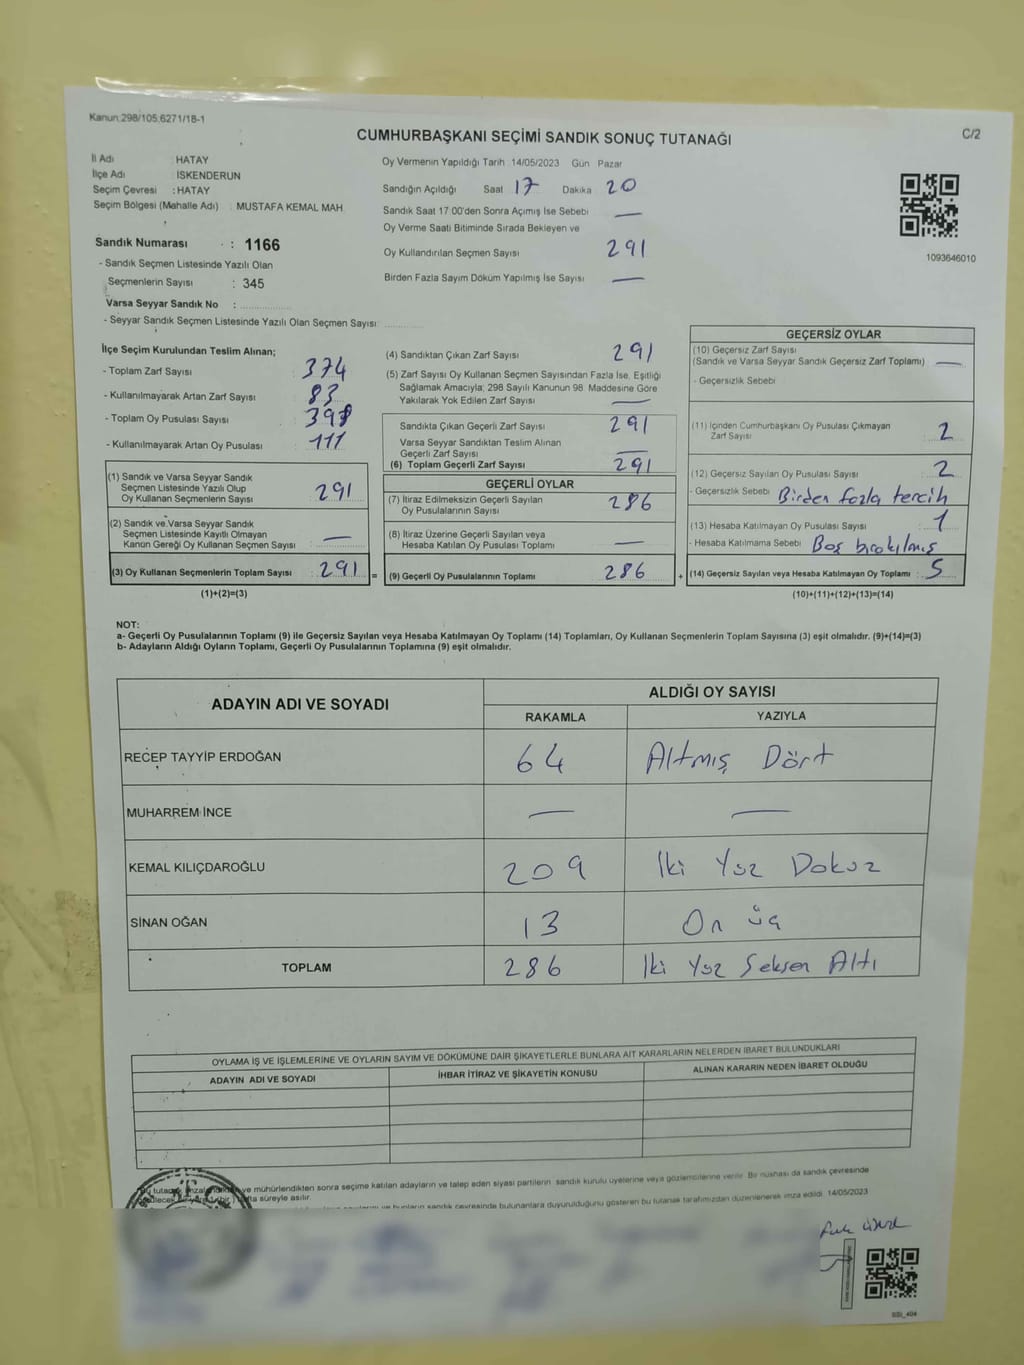 Kanun:298/105;6271/18-1
C/2
CUMHURBAŞKANI SEÇİMİ SANDIK SONUÇ TUTANAĞI
İl Adı : HATAY
İlçe Adı : İSKENDERUN
Seçim Çevresi : HATAY
Seçim Bölgesi (Mahalle Adı) : MUSTAFA KEMAL MAH
Sandık Numarası : 1166
- Sandık Seçmen Listesinde Yazılı Olan
Seçmenlerin Sayısı : 345
Varsa Seyyar Sandık No :
- Seyyar Sandık Seçmen Listesinde Yazılı Olan Seçmen Sayısı:
Oy Vermenin Yapıldığı Tarih 14/05/2023 Gün Pazar
Sandığın Açıldığı Saat 17 Dakika 20
Sandık Saat 17:00'den Sonra Açımış İse Sebebi —
Oy Verme Saati Bitiminde Sırada Bekleyen ve
Oy Kullandırılan Seçmen Sayısı 291
Birden Fazla Sayım Döküm Yapılmış İse Sayısı —
1093646010
İlçe Seçim Kurulundan Teslim Alınan;
- Toplam Zarf Sayısı 374
- Kullanılmayarak Artan Zarf Sayısı 83
- Toplam Oy Pusulası Sayısı 398
- Kullanılmayarak Artan Oy Pusulası 111
(1) Sandık ve Varsa Seyyar Sandık
Seçmen Listesinde Yazılı Olup
Oy Kullanan Seçmenlerin Sayısı 291
(2) Sandık ve Varsa Seyyar Sandık
Seçmen Listesinde Kayıtlı Olmayan
Kanun Gereği Oy Kullanan Seçmen Sayısı —
(3) Oy Kullanan Seçmenlerin Toplam Sayısı 291 =
(1)+(2)=(3)
(4) Sandıktan Çıkan Zarf Sayısı 291
(5) Zarf Sayısı Oy Kullanan Seçmen Sayısından Fazla İse, Eşitliği
Sağlamak Amacıyla; 298 Sayılı Kanunun 98. Maddesine Göre
Yakılarak Yok Edilen Zarf Sayısı —
Sandıkta Çıkan Geçerli Zarf Sayısı 291
Varsa Seyyar Sandıktan Teslim Alınan
Geçerli Zarf Sayısı —
(6) Toplam Geçerli Zarf Sayısı 291
GEÇERLİ OYLAR
(7) İtiraz Edilmeksizin Geçerli Sayılan
Oy Pusulalarının Sayısı 286
(8) İtiraz Üzerine Geçerli Sayılan veya
Hesaba Katılan Oy Pusulası Toplamı —
(9) Geçerli Oy Pusulalarının Toplamı 286 +
GEÇERSİZ OYLAR
(10) Geçersiz Zarf Sayısı
(Sandık ve Varsa Seyyar Sandık Geçersiz Zarf Toplamı) —
- Geçersizlik Sebebi
(11) İçinden Cumhurbaşkanı Oy Pusulası Çıkmayan
Zarf Sayısı 2
(12) Geçersiz Sayılan Oy Pusulası Sayısı 2
- Geçersizlik Sebebi Birden fazla tercih
(13) Hesaba Katılmayan Oy Pusulası Sayısı 1
- Hesaba Katılmama Sebebi Boş bırakılmış
(14) Geçersiz Sayılan veya Hesaba Katılmayan Oy Toplamı : 5
(10)+(11)+(12)+(13)=(14)
NOT:
a- Geçerli Oy Pusulalarının Toplamı (9) ile Geçersiz Sayılan veya Hesaba Katılmayan Oy Toplamı (14) Toplamları, Oy Kullanan Seçmenlerin Toplam Sayısına (3) eşit olmalıdır. (9)+(14)=(3)
b- Adayların Aldığı Oyların Toplamı, Geçerli Oy Pusulalarının Toplamına (9) eşit olmalıdır.
ADAYIN ADI VE SOYADI
ALDIĞI OY SAYISI
RAKAMLA YAZIYLA
RECEP TAYYİP ERDOĞAN 64 Altmış Dört
MUHARREM İNCE — —
KEMAL KILIÇDAROĞLU 209 İki Yüz Dokuz
SİNAN OĞAN 13 On üç
TOPLAM 286 İki Yüz Seksen Altı
OYLAMA İŞ VE İŞLEMLERİNE VE OYLARIN SAYIM VE DÖKÜMÜNE DAİR ŞİKAYETLERLE BUNLARA AİT KARARLARIN NELERDEN İBARET BULUNDUKLARI
ADAYIN ADI VE SOYADI İHBAR İTİRAZ VE ŞİKAYETİN KONUSU ALINAN KARARIN NEDEN İBARET OLDUĞU
ve mühürlendikten sonra seçime katılan adayların ve talep eden siyasi partilerin sandık kurulu üyelerine veya gözlemcilerine verilir. Bir nüshası da sandık çevresinde
süreyle asılır.
ve bunların sandık çevresinde bulunanlara duyurulduğunu gösteren bu tutanak tarafımızdan düzenlenerek imza edildi. 14/05/2023